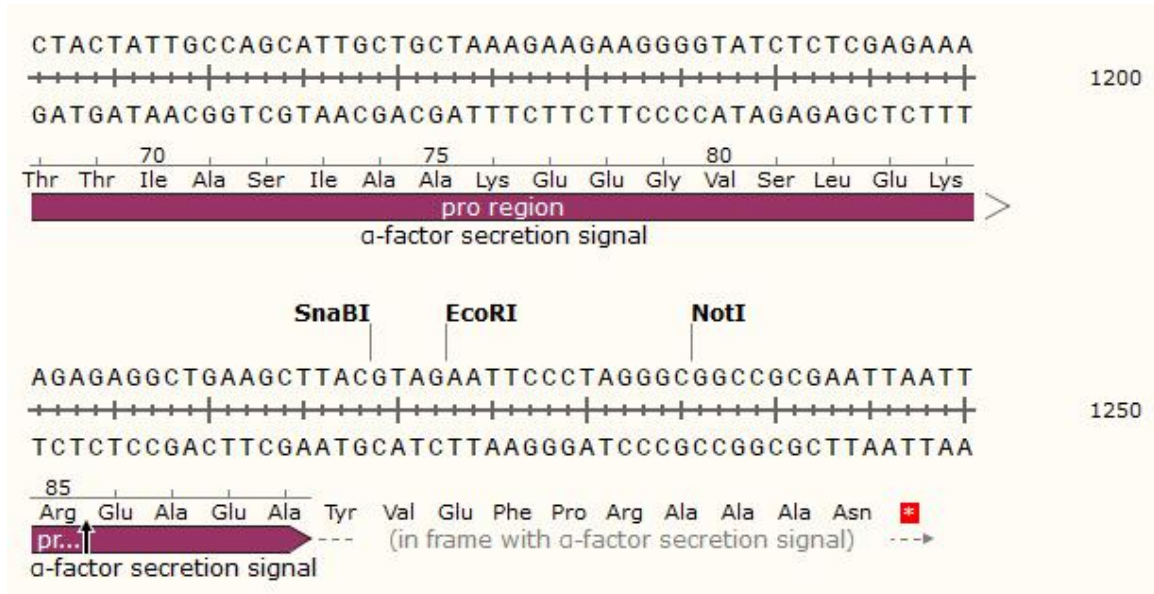 CTACTATTGCCAGCATTGCTGCTAAAGAAGAAGGGGTATCTCTCGAGAAA
1200
GATGATAACGGTCGTAACGACGATTTCTTCTTCCCCATAGAGAGCTCTTT
70 75 80
Thr Thr Ile Ala Ser Ile Ala Ala Lys Glu Glu Gly Val Ser Leu Glu Lys
pro region
α-factor secretion signal
SnaBI EcoRI NotI
AGAGAGGCTGAAGCTTACGTAGAATTCCCTAGGGCGGCCGCGAATTAATT
1250
TCTCTCCGACTTCGAATGCATCTTAAGGGATCCCGCCGGCGCTTAATTAA
85
Arg Glu Ala Glu Ala Tyr Val Glu Phe Pro Arg Ala Ala Ala Asn *
pr... (in frame with α-factor secretion signal)
α-factor secretion signal